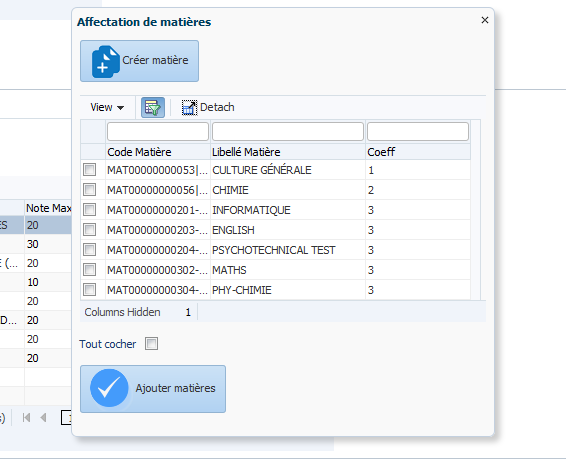 Affectation de matières
Créer matière
View
Detach
Code Matière Libellé Matière Coeff
MAT00000000053|... CULTURE GÉNÉRALE 1
MAT00000000056|... CHIMIE 2
MAT00000000201-... INFORMATIQUE 3
MAT00000000203-... ENGLISH 3
MAT00000000204-... PSYCHOTECHNICAL TEST 3
MAT00000000302-... MATHS 3
MAT00000000304-... PHY-CHIMIE 3
Columns Hidden 1
Tout cocher
Ajouter matières
Note Max
ES 20
30
E (... 20
10
20
D... 20
20
20
s)